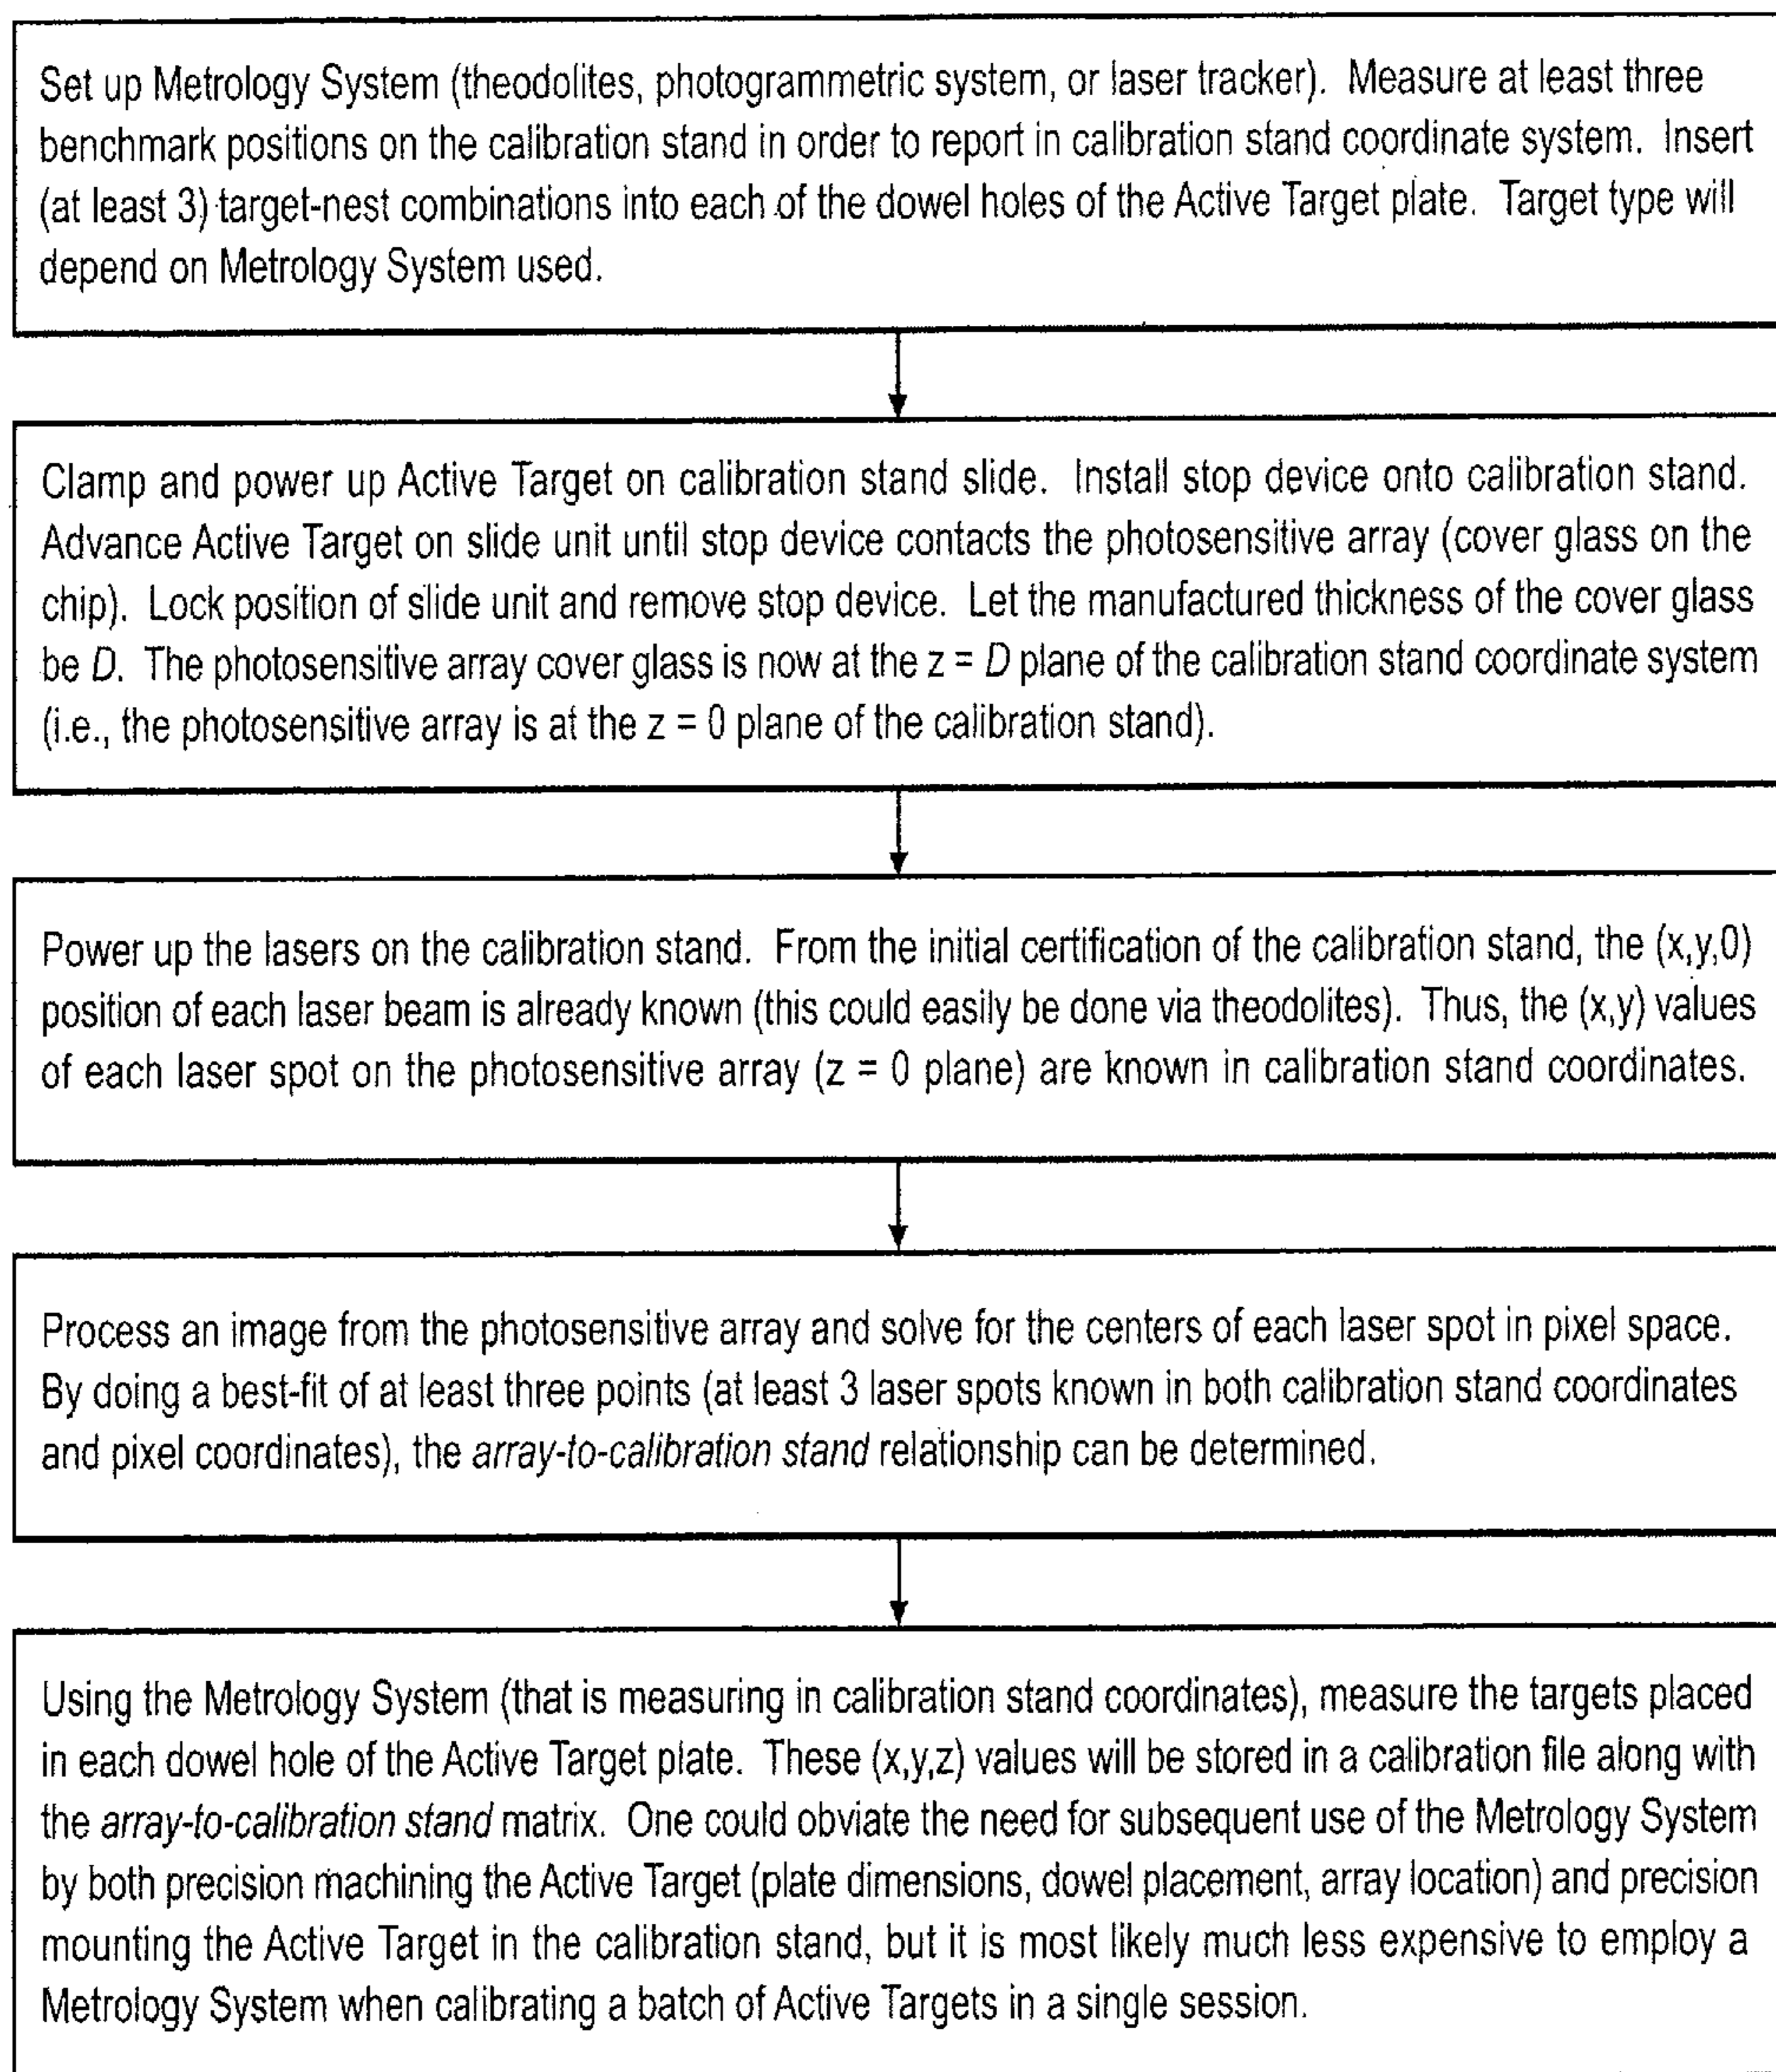 Set up Metrology System (theodolites, photogrammetric system, or laser tracker). Measure at least three
benchmark positions on the calibration stand in order to report in calibration stand coordinate system. Insert
(at least 3) target-nest combinations into each of the dowel holes of the Active Target plate. Target type will
depend on Metrology System used.
Clamp and power up Active Target on calibration stand slide. Install stop device onto calibration stand.
Advance Active Target on slide unit until stop device contacts the photosensitive array (cover glass on the
chip). Lock position of slide unit and remove stop device. Let the manufactured thickness of the cover glass
be D. The photosensitive array cover glass is now at the z = D plane of the calibration stand coordinate system
(i.e., the photosensitive array is at the z = 0 plane of the calibration stand).
Power up the lasers on the calibration stand. From the initial certification of the calibration stand, the (x,y,0)
position of each laser beam is already known (this could easily be done via theodolites). Thus, the (x,y) values
of each laser spot on the photosensitive array (z = 0 plane) are known in calibration stand coordinates.
Process an image from the photosensitive array and solve for the centers of each laser spot in pixel space.
By doing a best-fit of at least three points (at least 3 laser spots known in both calibration stand coordinates
and pixel coordinates), the array-to-calibration stand relationship can be determined.
Using the Metrology System (that is measuring in calibration stand coordinates), measure the targets placed
in each dowel hole of the Active Target plate. These (x,y,z) values will be stored in a calibration file along with
the array-to-calibration stand matrix. One could obviate the need for subsequent use of the Metrology System
by both precision machining the Active Target (plate dimensions, dowel placement, array location) and precision
mounting the Active Target in the calibration stand, but it is most likely much less expensive to employ a
Metrology System when calibrating a batch of Active Targets in a single session.